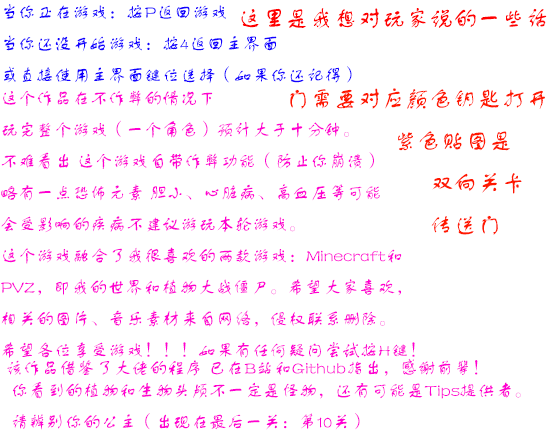 当你正在游戏：按P返回游戏
这里是我想对玩家说的一些话
当你还没开始游戏：按4返回主界面
或直接使用主界面键位选择（如果你还记得）
这个作品在不作弊的情况下
门需要对应颜色钥匙打开
玩完整个游戏（一个角色）预计大于十分钟。
紫色贴图是
不难看出 这个游戏自带作弊功能（防止你崩溃）
双向关卡
略有一点恐怖元素 胆小、心脏病、高血压等可能
传送门
会受影响的疾病不建议游玩本轮游戏。
这个游戏融合了我很喜欢的两款游戏：Minecraft和
PVZ，即我的世界和植物大战僵尸。希望大家喜欢，
相关的图片、音乐素材来自网络，侵权联系删除。
希望各位享受游戏！！！如果有任何疑问尝试按H键！
该作品借鉴了大佬的程序 已在B站和Github指出，感谢前辈！
你看到的植物和生物头颅不一定是怪物，还有可能是Tips提供者。
请辨别你的公主（出现在最后一关：第10关）